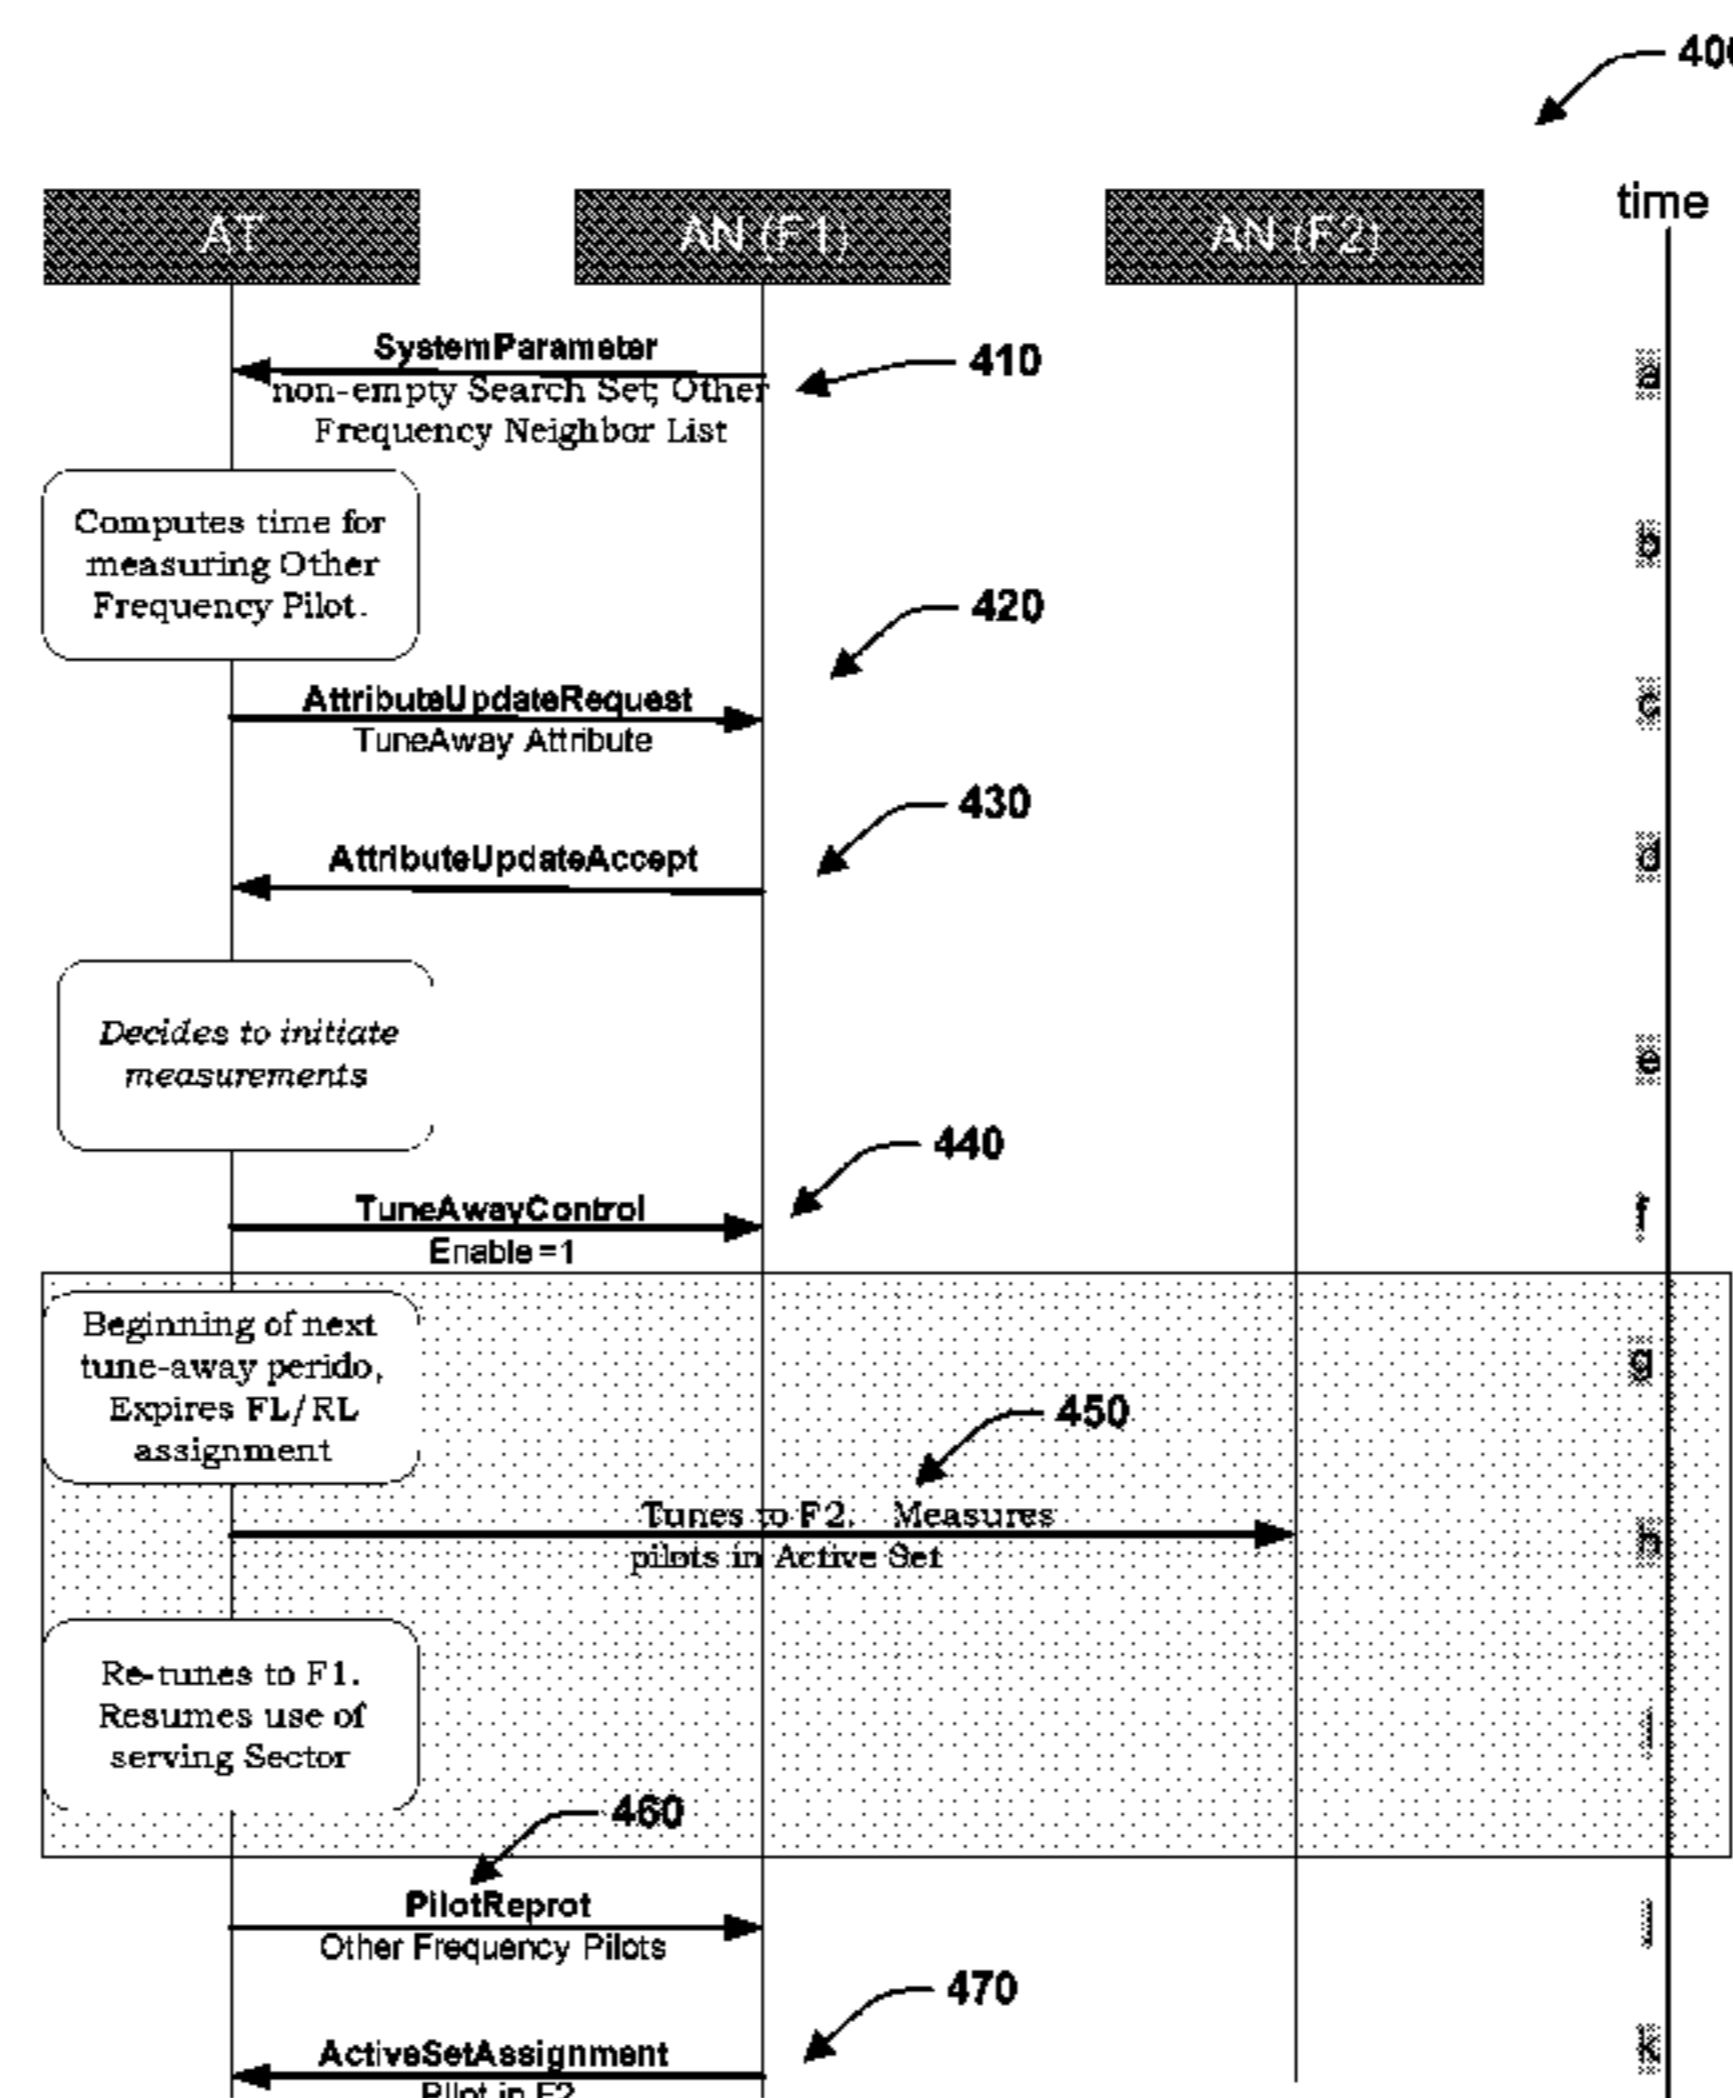 400
time
AT
AN (F1)
AN (F2)
SystemParameter
non-empty Search Set; Other
Frequency Neighbor List
410
a
Computes time for
measuring Other
Frequency Pilot.
b
420
AttributeUpdateRequest
TuneAway Attribute
c
430
AttributeUpdateAccept
d
Decides to initiate
measurements
e
440
TuneAwayControl
Enable=1
f
Beginning of next
tune-away perido,
Expires FL/RL
assignment
g
450
Tunes to F2. Measures
pilots in Active Set
h
Re-tunes to F1.
Resumes use of
serving Sector
i
460
PilotReprot
Other Frequency Pilots
j
470
ActiveSetAssignment
Pilot in F2
k